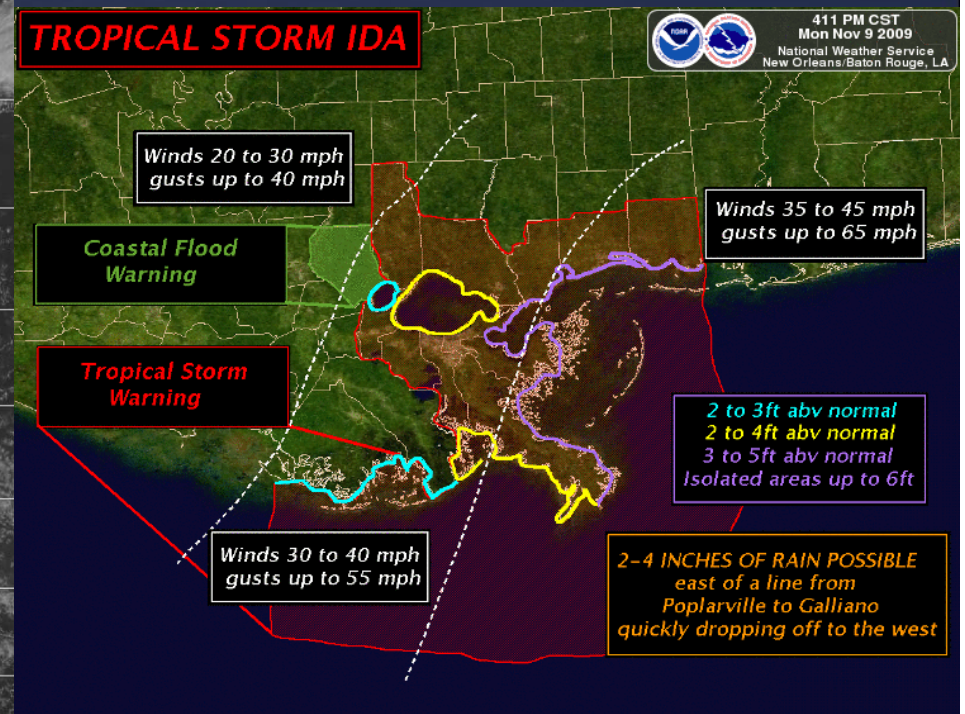 TROPICAL STORM IDA
NOAA
411 PM CST
Mon Nov 9 2009
National Weather Service
New Orleans/Baton Rouge, LA
Winds 20 to 30 mph
gusts up to 40 mph
Winds 35 to 45 mph
gusts up to 65 mph
Coastal Flood
Warning
Tropical Storm
Warning
2 to 3ft abv normal
2 to 4ft abv normal
3 to 5ft abv normal
Isolated areas up to 6ft
Winds 30 to 40 mph
gusts up to 55 mph
2-4 INCHES OF RAIN POSSIBLE
east of a line from
Poplarville to Galliano
quickly dropping off to the west